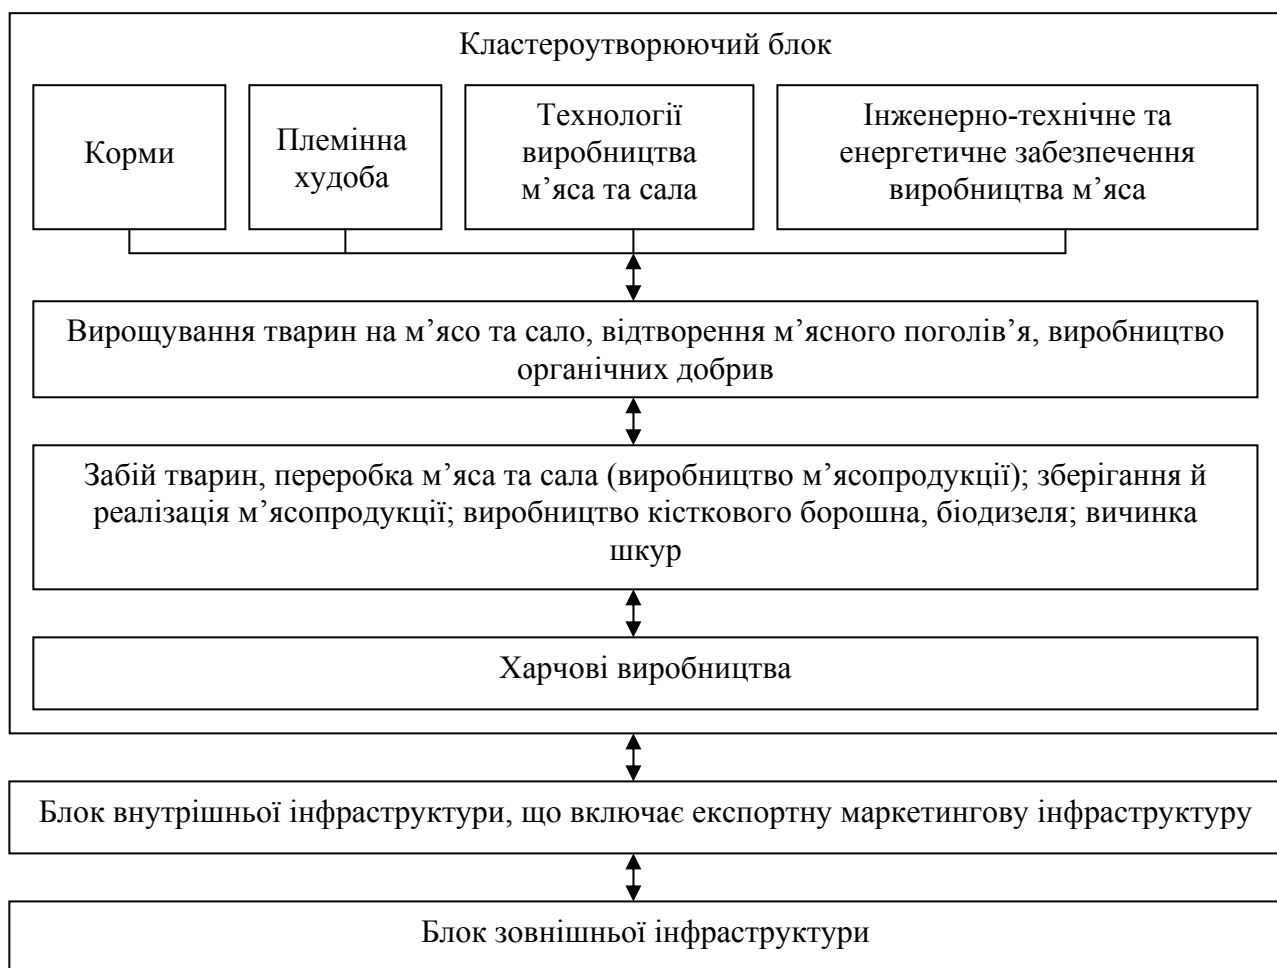 Кластероутворюючий блок
Корми
Племінна
худоба
Технології
виробництва
м’яса та сала
Інженерно-технічне та
енергетичне забезпечення
виробництва м’яса
Вирощування тварин на м’ясо та сало, відтворення м’ясного поголів’я, виробництво
органічних добрив
Забій тварин, переробка м’яса та сала (виробництво м’ясопродукції); зберігання й
реалізація м’ясопродукції; виробництво кісткового борошна, біодизеля; вичинка
шкур
Харчові виробництва
Блок внутрішньої інфраструктури, що включає експортну маркетингову інфраструктуру
Блок зовнішньої інфраструктури